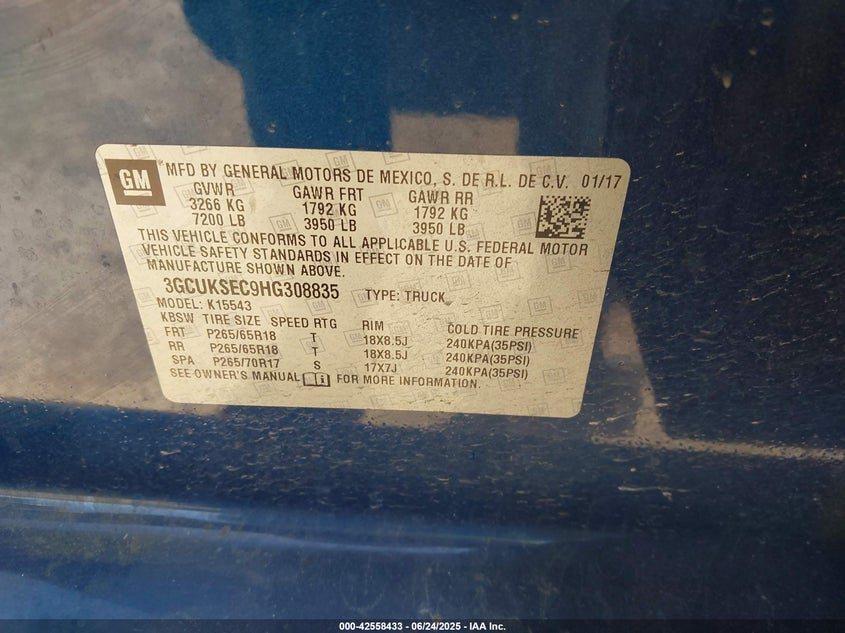 GM MFD BY GENERAL MOTORS DE MEXICO, S. DE R.L. DE C.V. 01/17
GVWR GAWR FRT GAWR RR
3266 KG 1792 KG 1792 KG
7200 LB 3950 LB 3950 LB
THIS VEHICLE CONFORMS TO ALL APPLICABLE U.S. FEDERAL MOTOR
VEHICLE SAFETY STANDARDS IN EFFECT ON THE DATE OF
MANUFACTURE SHOWN ABOVE.
3GCUKSEC9HG308835 TYPE: TRUCK
MODEL: K15543
KBSW TIRE SIZE SPEED RTG RIM COLD TIRE PRESSURE
FRT P265/65R18 T 18X8.5J 240KPA(35PSI)
RR P265/65R18 T 18X8.5J 240KPA(35PSI)
SPA P265/70R17 S 17X7J 240KPA(35PSI)
SEE OWNER'S MANUAL FOR MORE INFORMATION.
000-42558433 - 06/24/2025 - IAA Inc.